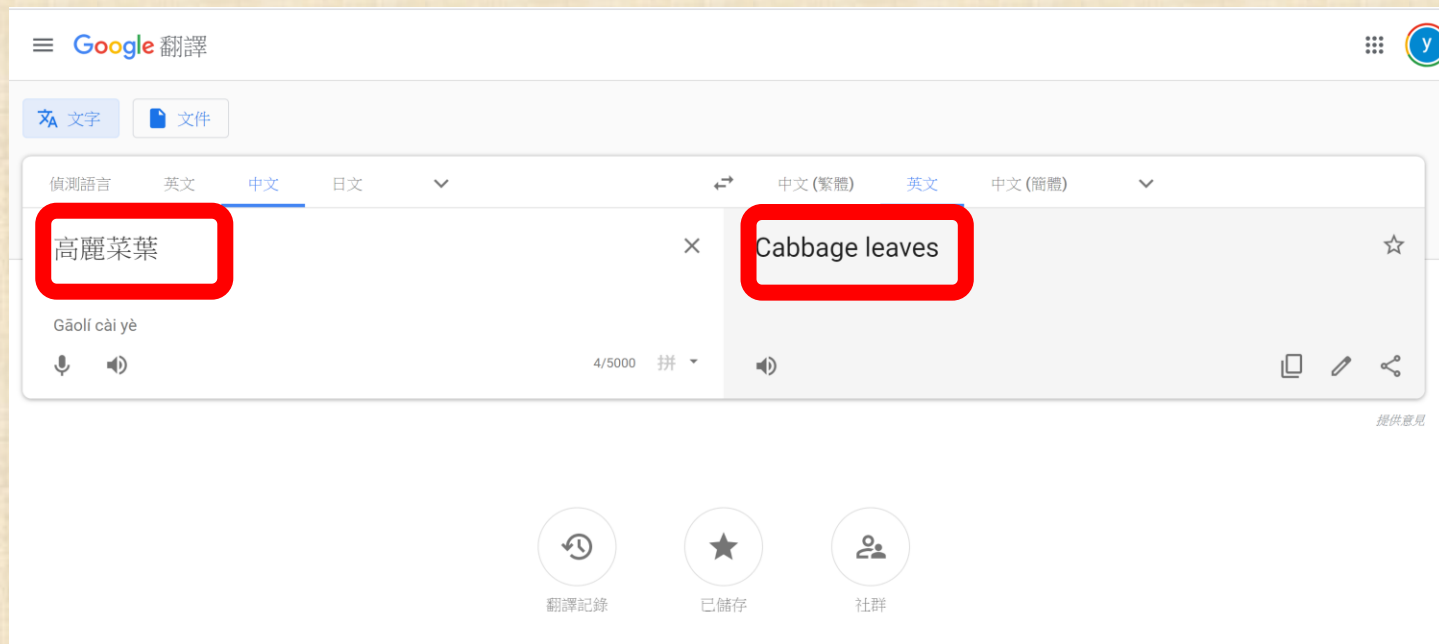 Google 翻譯
y
文字 文件
偵測語言 英文 中文 日文 中文 (繁體) 英文 中文 (簡體)
高麗菜葉 Cabbage leaves
Gāolí cài yè
4/5000 拼
提供意見
翻譯記錄 已儲存 社群